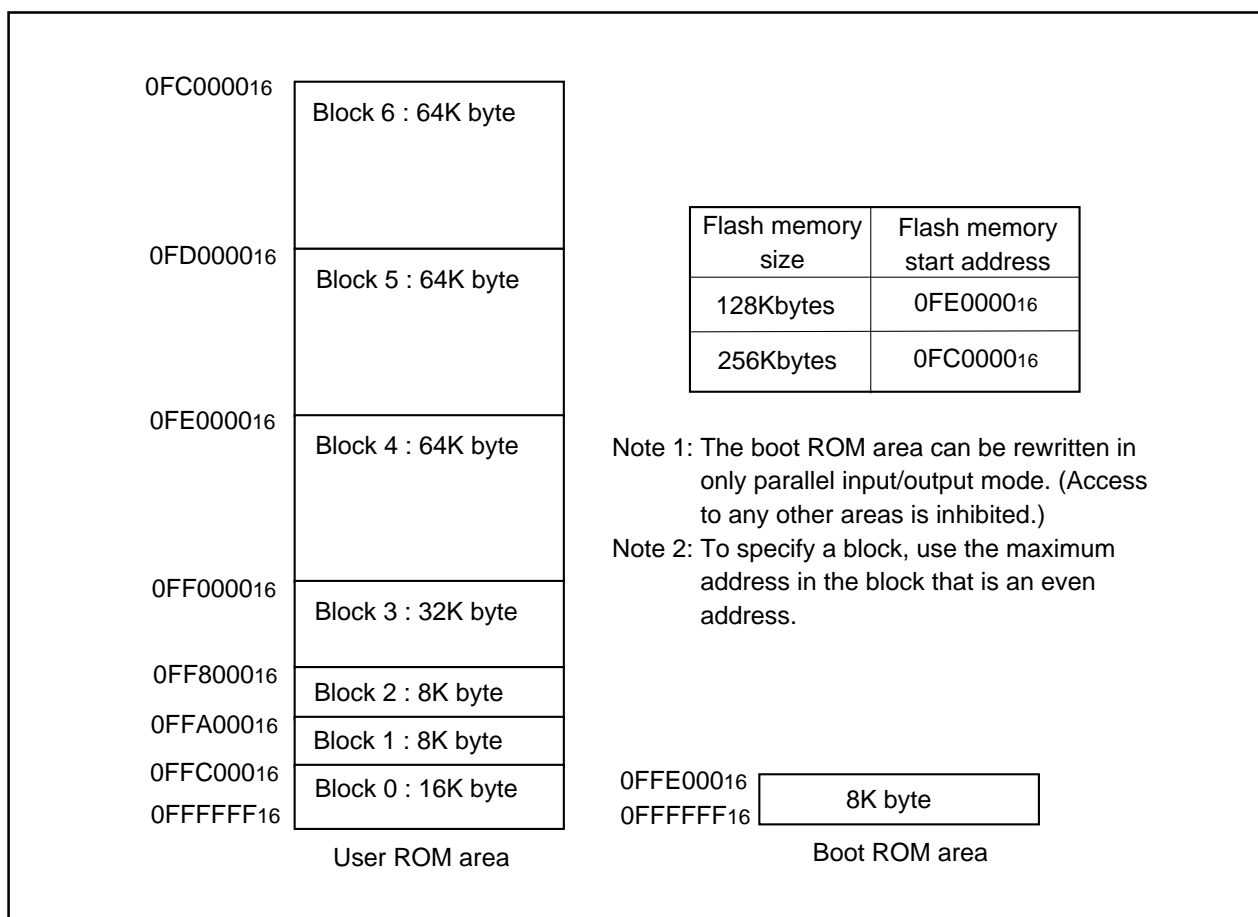 0FC000016
Block 6 : 64K byte
0FD000016
Block 5 : 64K byte
0FE000016
Block 4 : 64K byte
0FF000016
Block 3 : 32K byte
0FF800016
Block 2 : 8K byte
0FFA00016
Block 1 : 8K byte
0FFC00016
Block 0 : 16K byte
0FFFFFF16
User ROM area
Flash memory size
Flash memory start address
128Kbytes
0FE000016
256Kbytes
0FC000016
Note 1: The boot ROM area can be rewritten in
only parallel input/output mode. (Access
to any other areas is inhibited.)
Note 2: To specify a block, use the maximum
address in the block that is an even
address.
0FFE00016
0FFFFFF16
8K byte
Boot ROM area